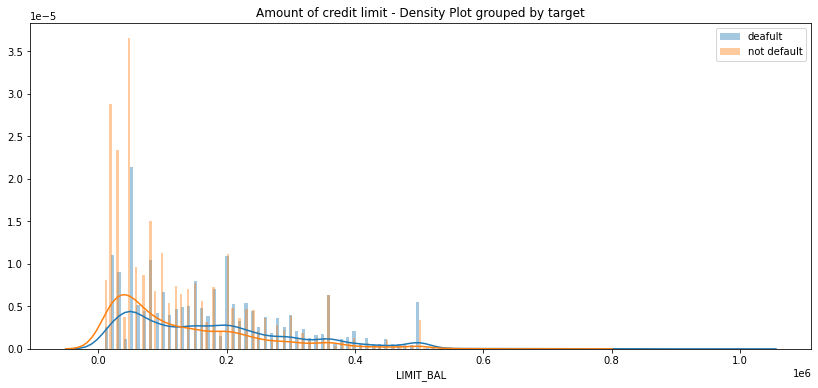 Amount of credit limit - Density Plot grouped by target
1e−5
deafult
not default
3.5
3.0
2.5
2.0
1.5
1.0
0.5
0.0
0.0 0.2 0.4 0.6 0.8 1.0
1e6
LIMIT_BAL